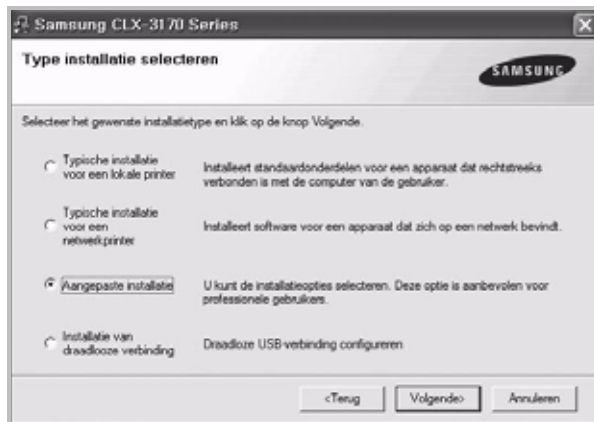 Samsung CLX-3170 Series
Type installatie selecteren
SAMSUNG
Selecteer het gewenste installatietype en klik op de knop Volgende.
Typische installatie
voor een lokale printer
Installeert standaardonderdelen voor een apparaat dat rechtstreeks
verbonden is met de computer van de gebruiker.
Typische installatie
voor een
netwerkprinter
Installeert software voor een apparaat dat zich op een netwerk bevindt.
Aangepaste installatie
U kunt de installatieopties selecteren. Deze optie is aanbevolen voor
professionele gebruikers.
Installatie van
draadlooze verbinding
Draadloze USB-verbinding configureren
<Terug
Volgende>
Annuleren